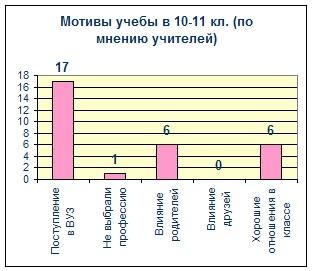 Мотивы учебы в 10-11 кл. (по
мнению учителей)
18
16
14
12
10
8
6
4
2
0
17
1
6
0
6
Поступление
в ВУЗ
Не выбрали
профессию
Влияние
родителей
Влияние
друзей
Хорошие
отношения в
классе